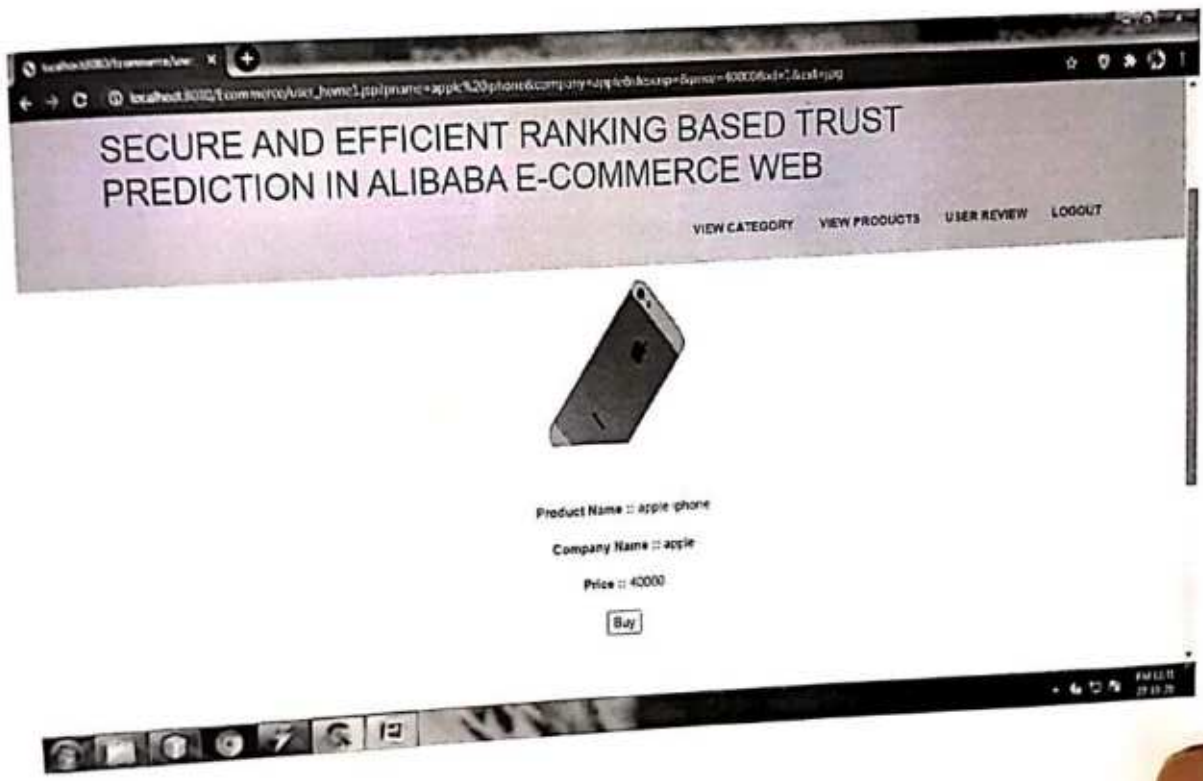 SECURE AND EFFICIENT RANKING BASED TRUST
PREDICTION IN ALIBABA E-COMMERCE WEB
VIEW CATEGORY VIEW PRODUCTS USER REVIEW LOGOUT
Product Name :: apple iphone
Company Name :: apple
Price :: 40000
Buy